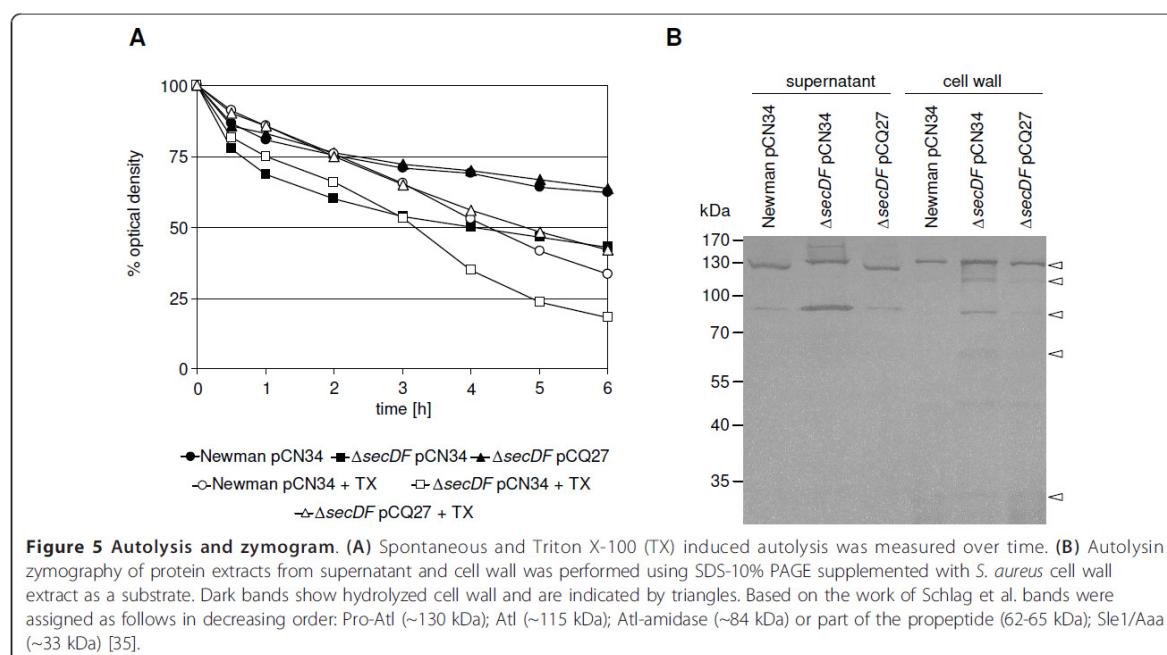 A
B
100
75
50
25
0
% optical density
0 1 2 3 4 5 6
time [h]
Newman pCN34 ΔsecDF pCN34 ΔsecDF pCQ27
Newman pCN34 + TX ΔsecDF pCN34 + TX
ΔsecDF pCQ27 + TX
supernatant cell wall
Newman pCN34
ΔsecDF pCN34
ΔsecDF pCQ27
Newman pCN34
ΔsecDF pCN34
ΔsecDF pCQ27
kDa
170
130
100
70
55
40
35
Figure 5 Autolysis and zymogram. (A) Spontaneous and Triton X-100 (TX) induced autolysis was measured over time. (B) Autolysin
zymography of protein extracts from supernatant and cell wall was performed using SDS-10% PAGE supplemented with S. aureus cell wall
extract as a substrate. Dark bands show hydrolyzed cell wall and are indicated by triangles. Based on the work of Schlag et al. bands were
assigned as follows in decreasing order: Pro-Atl (~130 kDa); Atl (~115 kDa); Atl-amidase (~84 kDa) or part of the propeptide (62-65 kDa); Sle1/Aaa
(~33 kDa) [35].